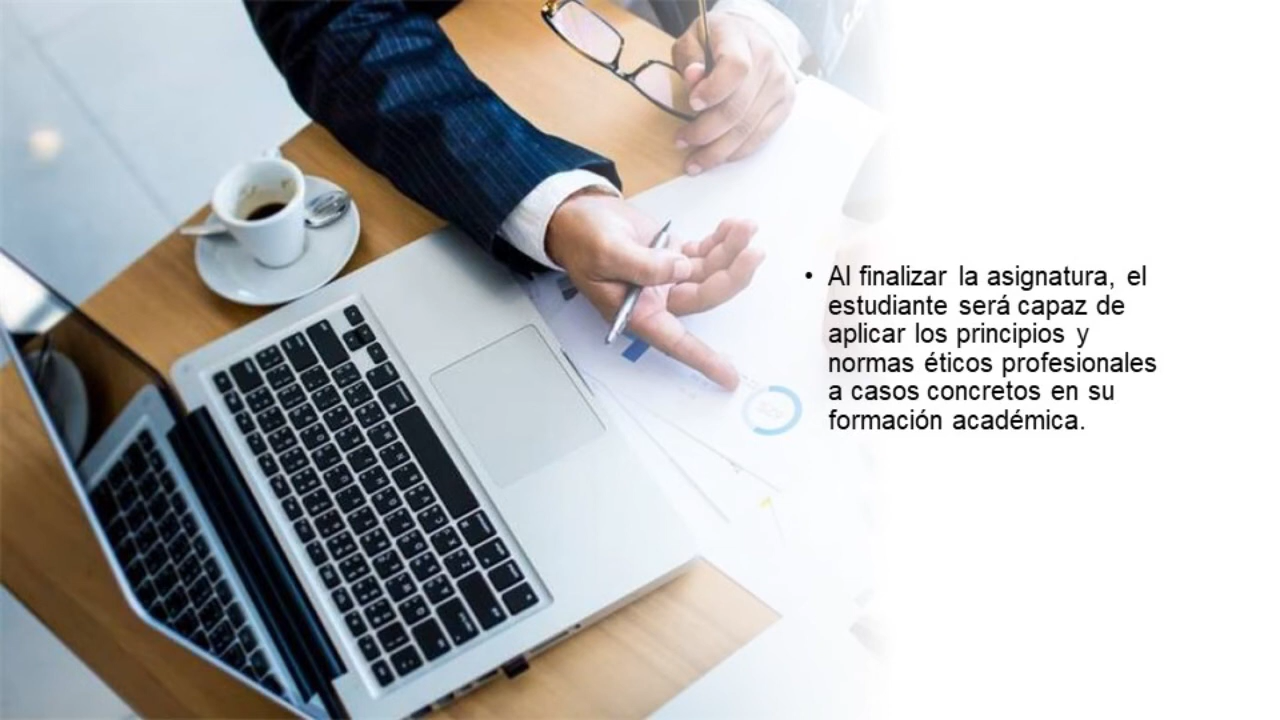 • Al finalizar la asignatura, el
estudiante será capaz de
aplicar los principios y
normas éticos profesionales
a casos concretos en su
formación académica.